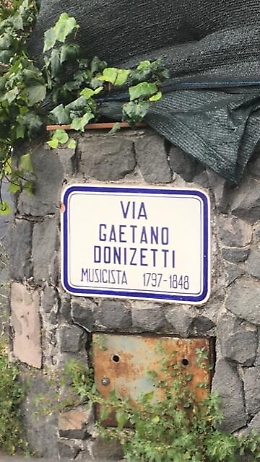 VIA
GAETANO
DONIZETTI
MUSICISTA 1797-1848